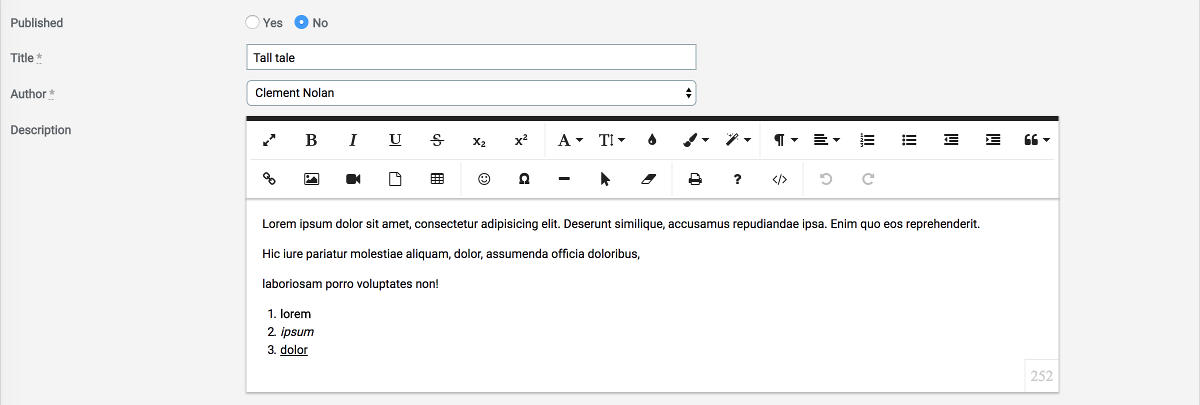 Published Yes No
Title * Tall tale
Author * Clement Nolan
Description
Lorem ipsum dolor sit amet, consectetur adipisicing elit. Deserunt similique, accusamus repudiandae ipsa. Enim quo eos reprehenderit.
Hic iure pariatur molestiae aliquam, dolor, assumenda officia doloribus,
laboriosam porro voluptates non!
1. lorem
2. ipsum
3. dolor
252